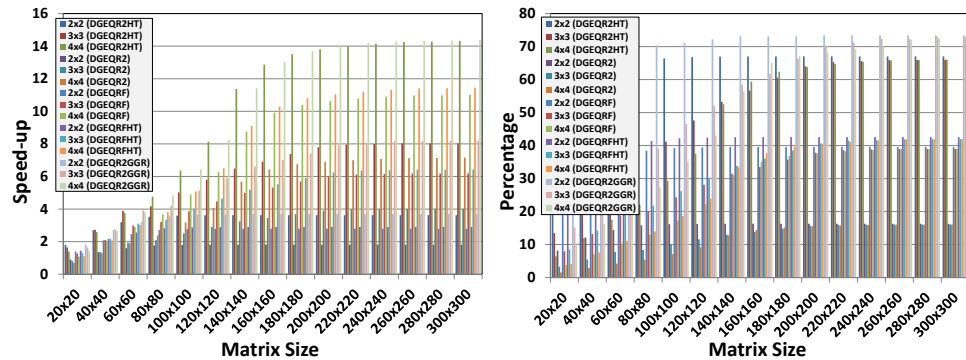 Speed-up
16
14
12
10
8
6
4
2
0
2x2 (DGEQR2HT)
3x3 (DGEQR2HT)
4x4 (DGEQR2HT)
2x2 (DGEQR2)
3x3 (DGEQR2)
4x4 (DGEQR2)
2x2 (DGEQRF)
3x3 (DGEQRF)
4x4 (DGEQRF)
2x2 (DGEQRFHT)
3x3 (DGEQRFHT)
4x4 (DGEQRFHT)
2x2 (DGEQR2GGR)
3x3 (DGEQR2GGR)
4x4 (DGEQR2GGR)
20x20
40x40
60x60
80x80
100x100
120x120
140x140
160x160
180x180
200x200
220x220
240x240
260x260
280x280
300x300
Matrix Size
Percentage
80
70
60
50
40
30
20
10
0
2x2 (DGEQR2HT)
3x3 (DGEQR2HT)
4x4 (DGEQR2HT)
2x2 (DGEQR2)
3x3 (DGEQR2)
4x4 (DGEQR2)
2x2 (DGEQRF)
3x3 (DGEQRF)
4x4 (DGEQRF)
2x2 (DGEQRFHT)
3x3 (DGEQRFHT)
4x4 (DGEQRFHT)
2x2 (DGEQR2GGR)
3x3 (DGEQR2GGR)
4x4 (DGEQR2GGR)
20x20
40x40
60x60
80x80
100x100
120x120
140x140
160x160
180x180
200x200
220x220
240x240
260x260
280x280
300x300
Matrix Size